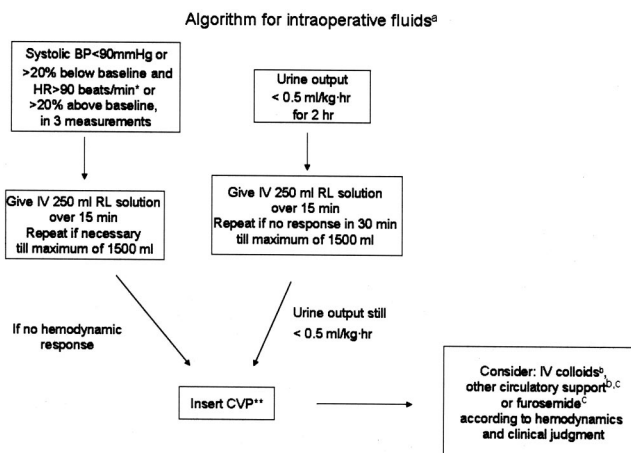 Algorithm for intraoperative fluidsᵃ
Systolic BP<90mmHg or
>20% below baseline and
HR>90 beats/min* or
>20% above baseline,
in 3 measurements
Urine output
< 0.5 ml/kg·hr
for 2 hr
Give IV 250 ml RL solution
over 15 min
Repeat if necessary
till maximum of 1500 ml
Give IV 250 ml RL solution
over 15 min
Repeat if no response in 30 min
till maximum of 1500 ml
If no hemodynamic
response
Urine output still
< 0.5 ml/kg·hr
Insert CVP**
Consider: IV colloidsᵇ,
other circulatory supportᵇ,ᶜ
or furosemideᶜ
according to hemodynamics
and clinical judgment